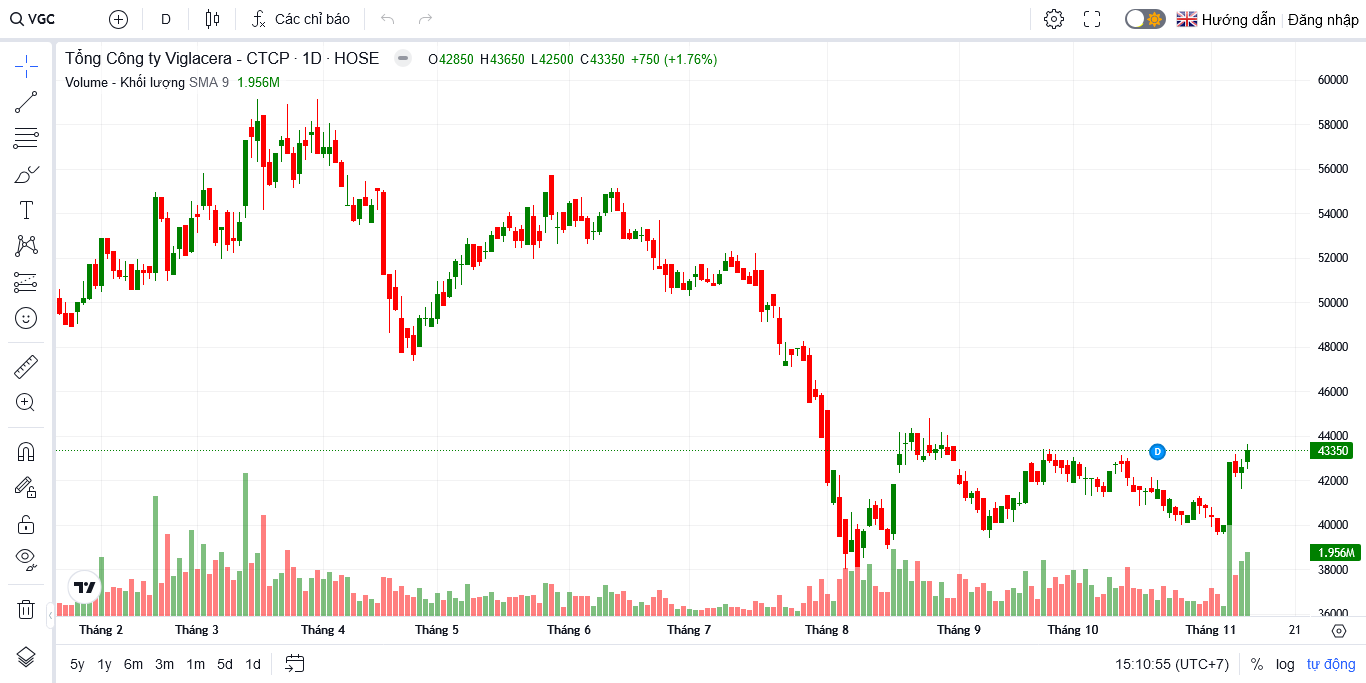 VGC D Các chỉ báo Hướng dẫn Đăng nhập
Tổng Công ty Viglacera - CTCP · 1D · HOSE O42850 H43650 L42500 C43350 +750 (+1.76%)
Volume - Khối lượng SMA 9 1.956M
60000
58000
56000
54000
52000
50000
48000
46000
44000
43350
42000
40000
1.956M
38000
36000
D
Tháng 2 Tháng 3 Tháng 4 Tháng 5 Tháng 6 Tháng 7 Tháng 8 Tháng 9 Tháng 10 Tháng 11 21
5y 1y 6m 3m 1m 5d 1d 15:10:55 (UTC+7) % log tự động